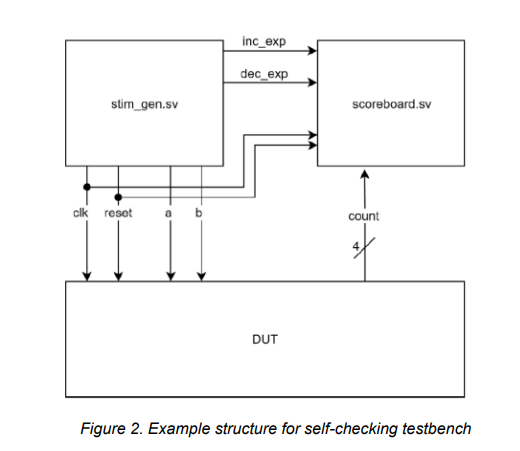 inc_exp
dec_exp
stim_gen.sv
scoreboard.sv
clk reset a b
count
4
DUT
Figure 2. Example structure for self-checking testbench